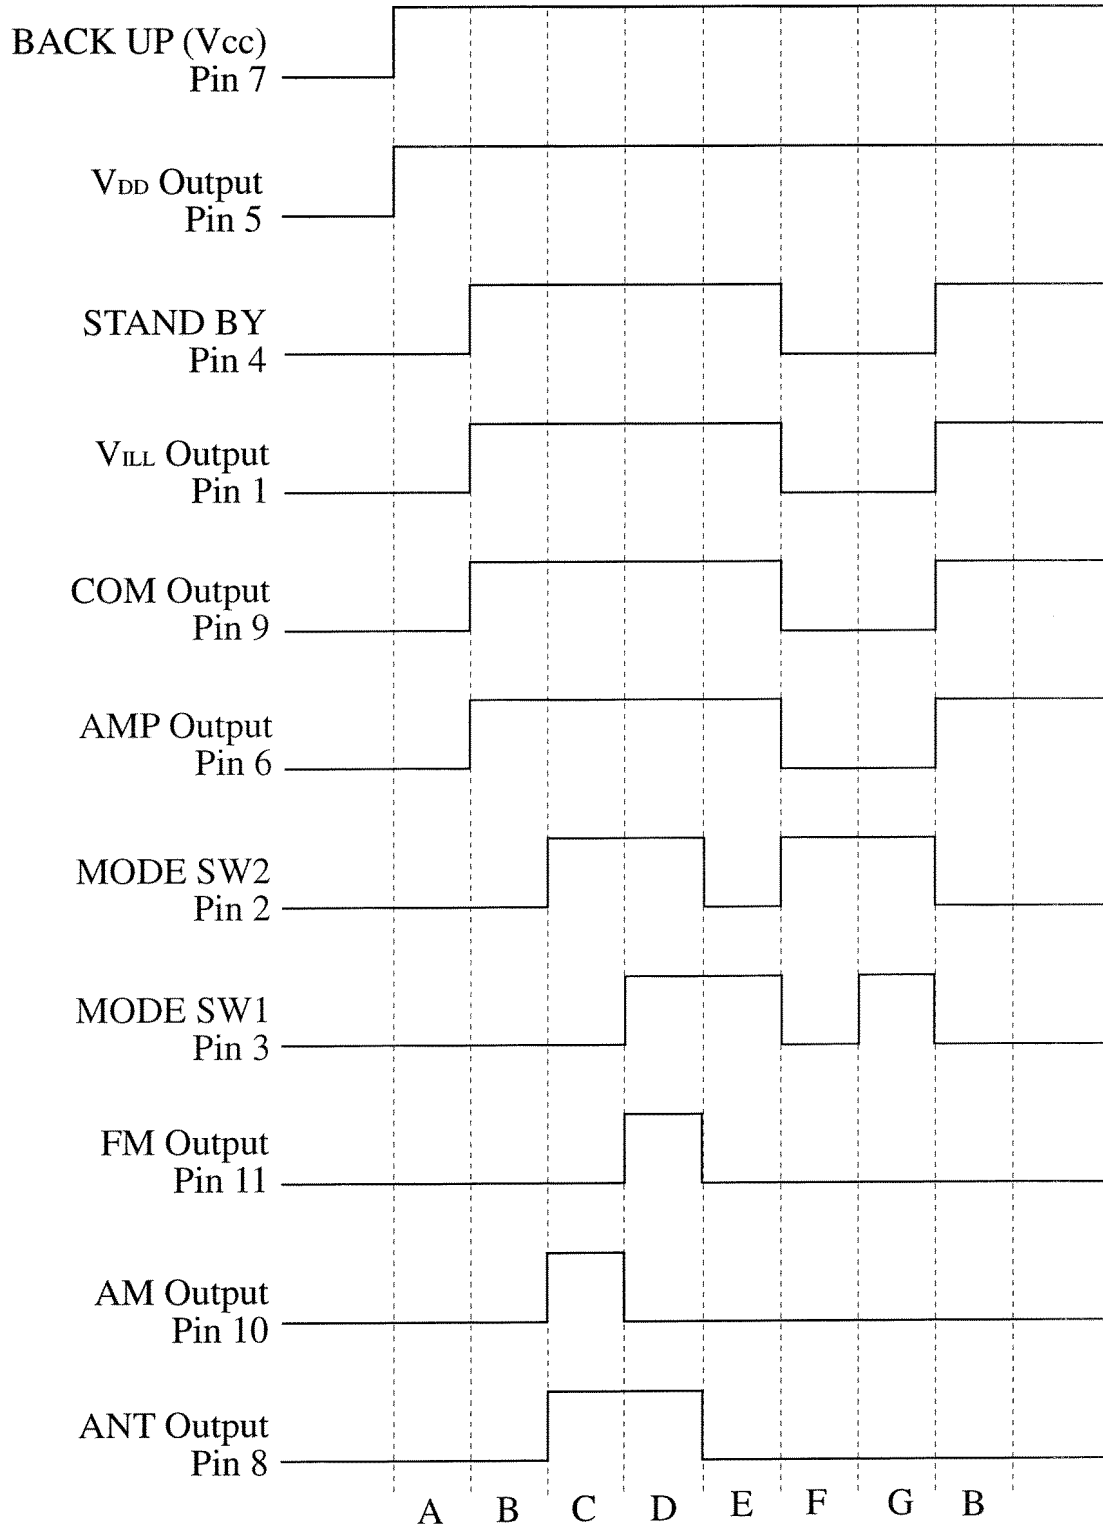 BACK UP (Vcc)
Pin 7
VDD Output
Pin 5
STAND BY
Pin 4
VILL Output
Pin 1
COM Output
Pin 9
AMP Output
Pin 6
MODE SW2
Pin 2
MODE SW1
Pin 3
FM Output
Pin 11
AM Output
Pin 10
ANT Output
Pin 8
A B C D E F G B